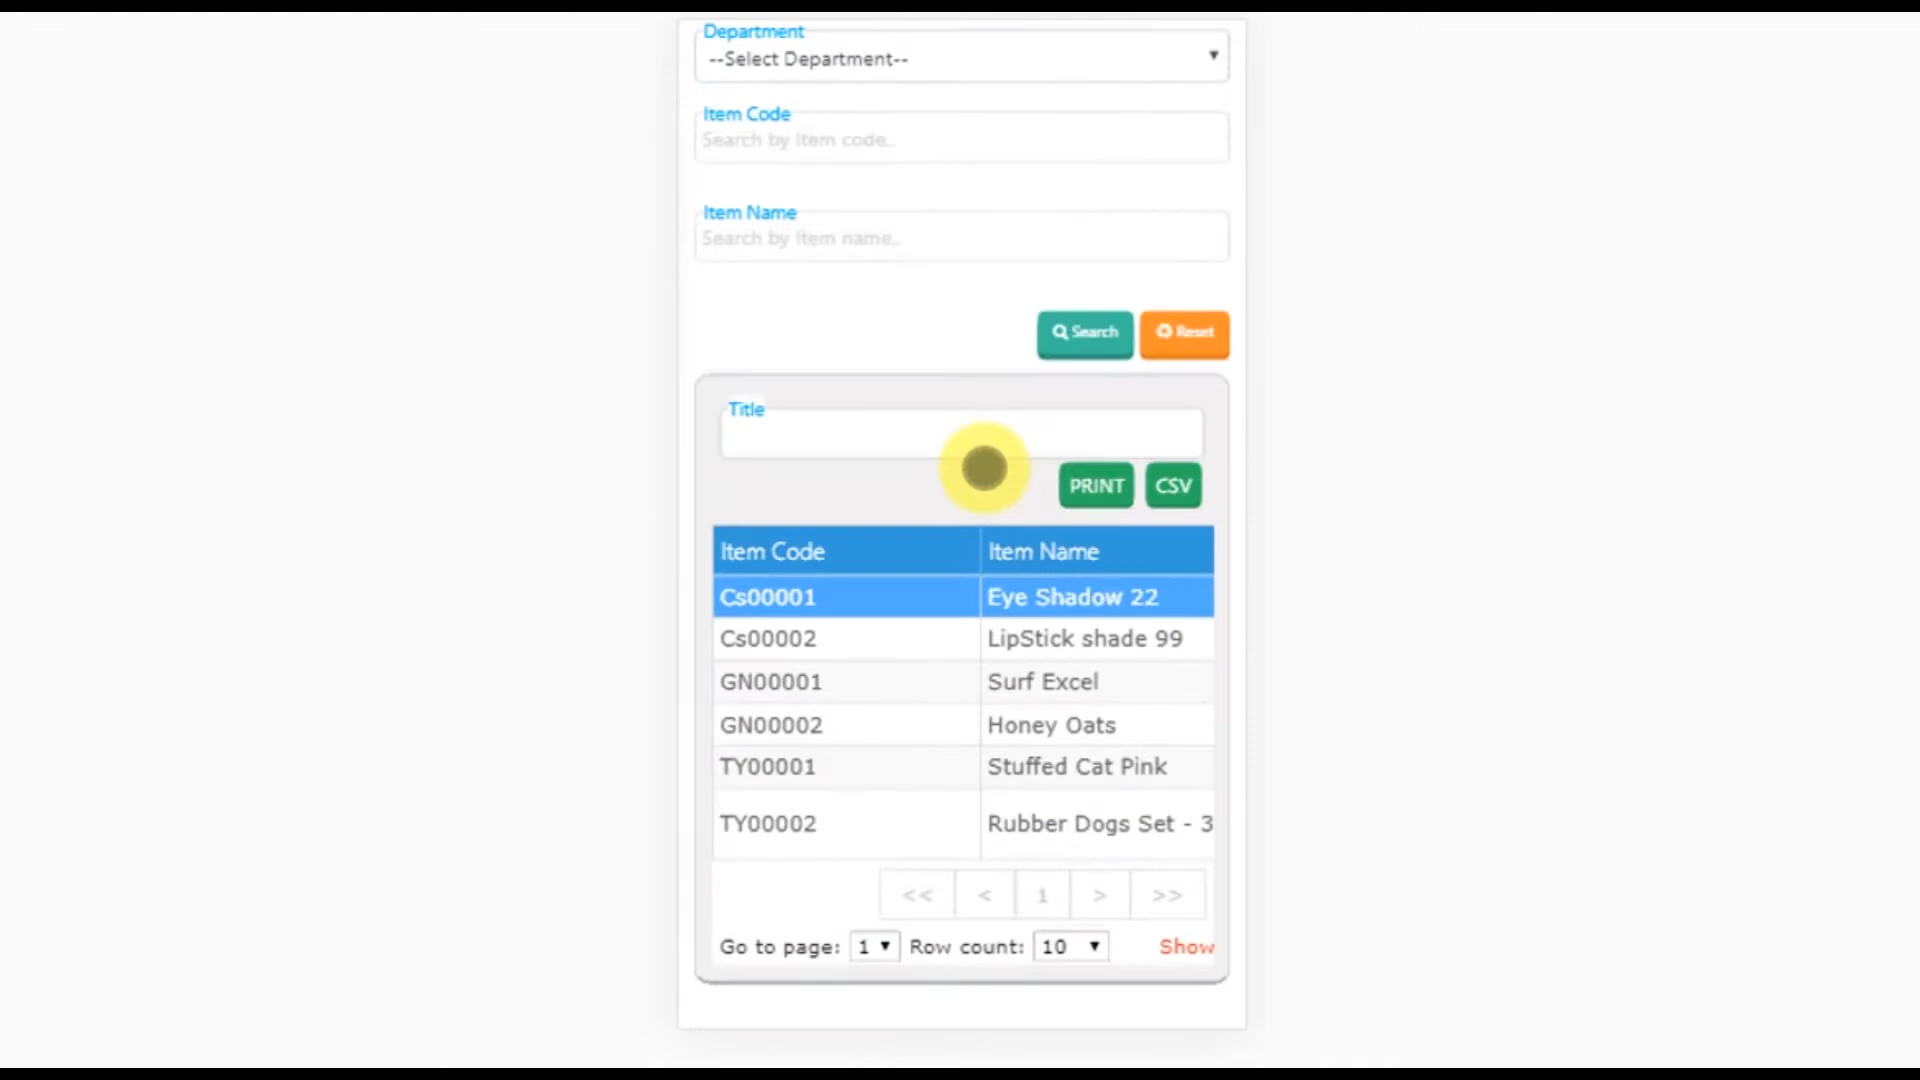 Department
--Select Department--
Item Code
Search by Item code..
Item Name
Search by Item name..
Search Reset
Title
PRINT CSV
Item Code Item Name
Cs00001 Eye Shadow 22
Cs00002 LipStick shade 99
GN00001 Surf Excel
GN00002 Honey Oats
TY00001 Stuffed Cat Pink
TY00002 Rubber Dogs Set - 3
<< < 1 > >>
Go to page: 1 Row count: 10 Show